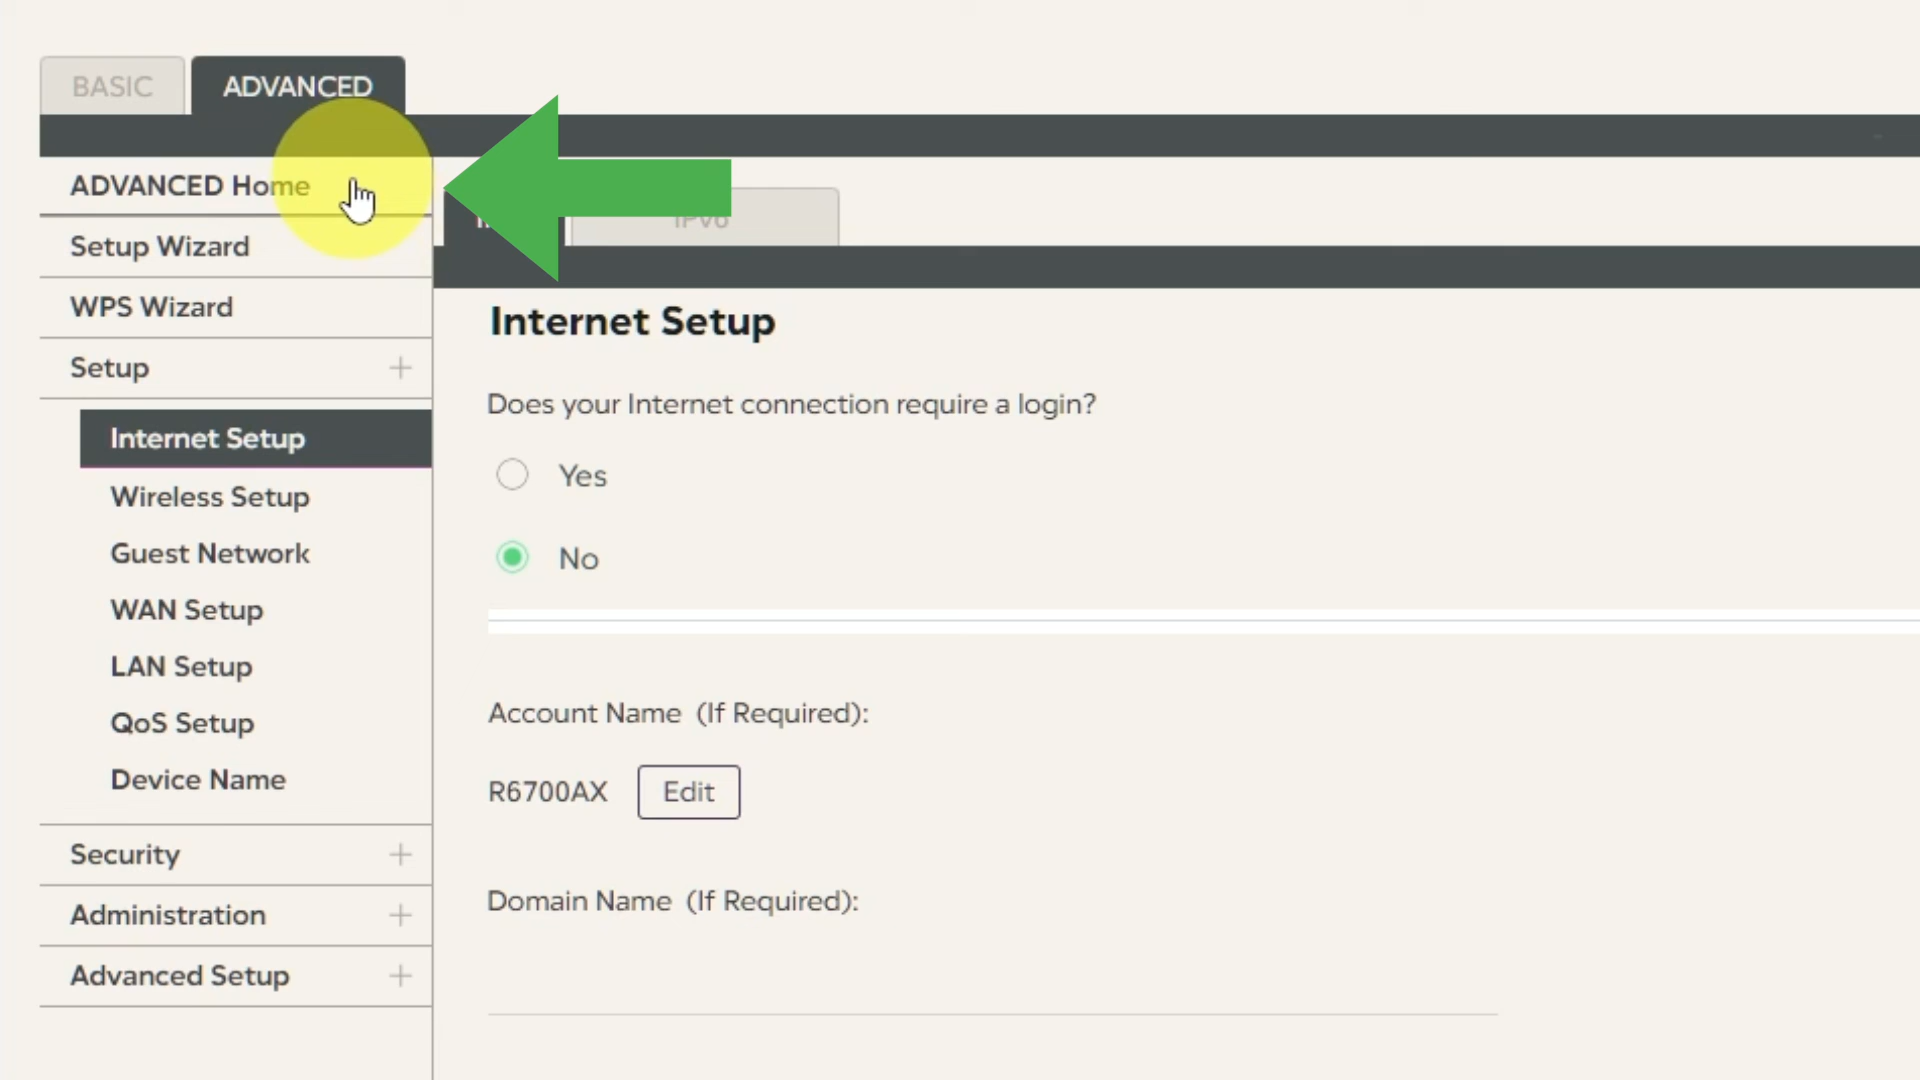 BASIC
ADVANCED
ADVANCED Home
Setup Wizard
WPS Wizard
Setup
Internet Setup
Wireless Setup
Guest Network
WAN Setup
LAN Setup
QoS Setup
Device Name
Security
Administration
Advanced Setup
IPv6
Internet Setup
Does your Internet connection require a login?
Yes
No
Account Name (If Required):
R6700AX
Edit
Domain Name (If Required):